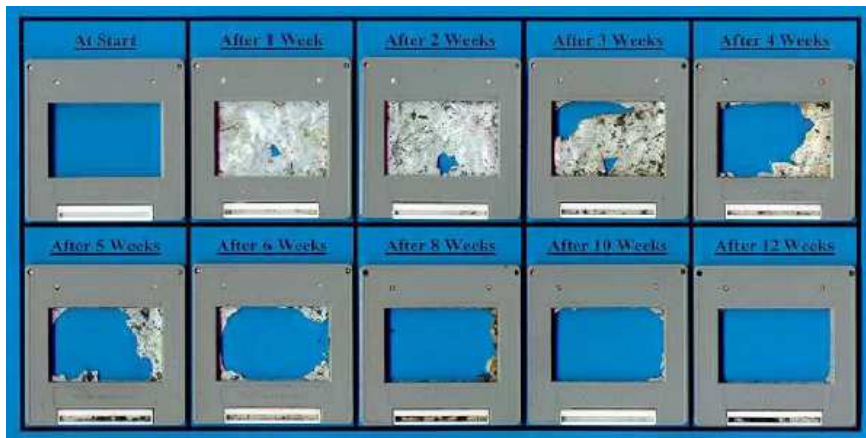 At Start
After 1 Week
After 2 Weeks
After 3 Weeks
After 4 Weeks
After 5 Weeks
After 6 Weeks
After 8 Weeks
After 10 Weeks
After 12 Weeks